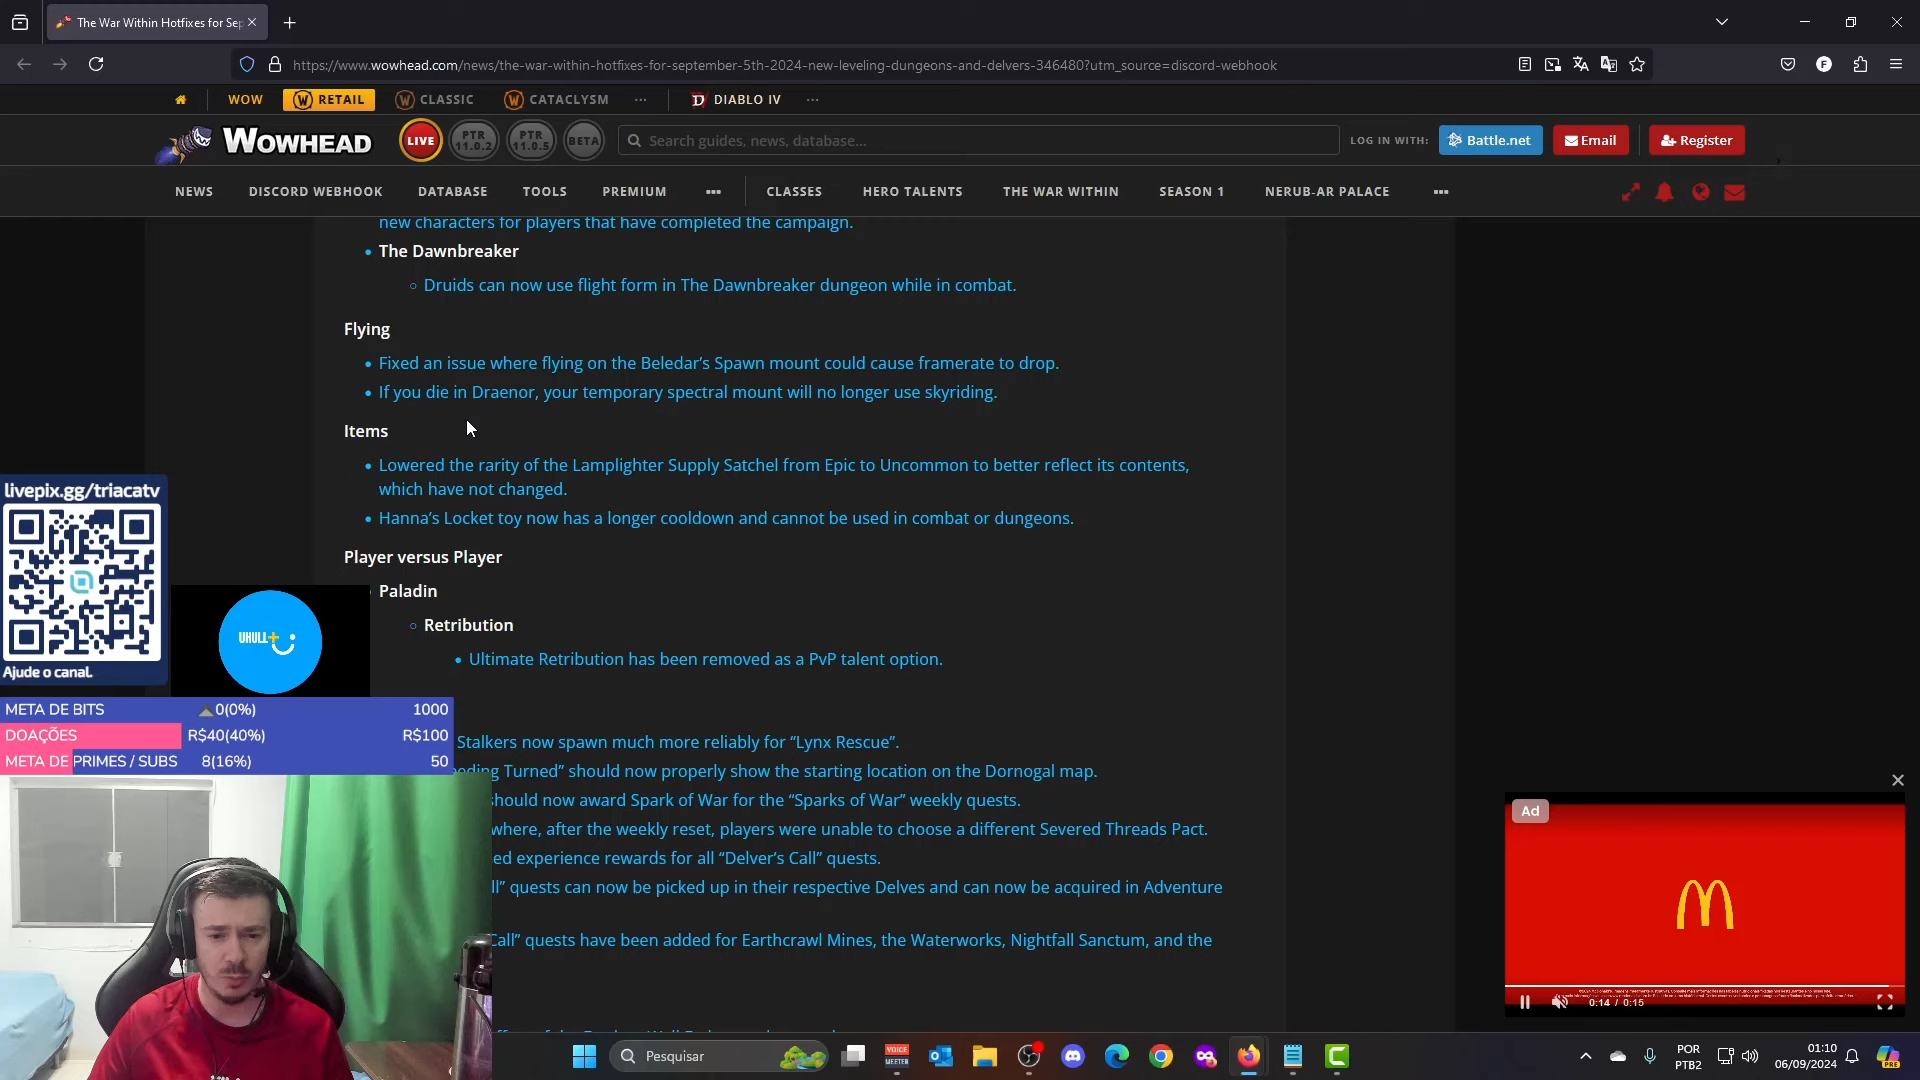 The War Within Hotfixes for Sep
https://www.wowhead.com/news/the-war-within-hotfixes-for-september-5th-2024-new-leveling-dungeons-and-delvers-346480?utm_source=discord-webhook
WOW RETAIL CLASSIC CATACLYSM ... DIABLO IV ...
WOWHEAD LIVE PTR 11.0.2 PTR 11.0.5 BETA Search guides, news, database... LOG IN WITH: Battle.net Email Register
NEWS DISCORD WEBHOOK DATABASE TOOLS PREMIUM ... CLASSES HERO TALENTS THE WAR WITHIN SEASON 1 NERUB-AR PALACE ...
new characters for players that have completed the campaign.
The Dawnbreaker
Druids can now use flight form in The Dawnbreaker dungeon while in combat.
Flying
Fixed an issue where flying on the Beledar’s Spawn mount could cause framerate to drop.
If you die in Draenor, your temporary spectral mount will no longer use skyriding.
Items
Lowered the rarity of the Lamplighter Supply Satchel from Epic to Uncommon to better reflect its contents,
which have not changed.
Hanna’s Locket toy now has a longer cooldown and cannot be used in combat or dungeons.
Player versus Player
Paladin
Retribution
Ultimate Retribution has been removed as a PvP talent option.
Stalkers now spawn much more reliably for “Lynx Rescue”.
eding Turned” should now properly show the starting location on the Dornogal map.
should now award Spark of War for the “Sparks of War” weekly quests.
where, after the weekly reset, players were unable to choose a different Severed Threads Pact.
ed experience rewards for all “Delver’s Call” quests.
ll” quests can now be picked up in their respective Delves and can now be acquired in Adventure
Call” quests have been added for Earthcrawl Mines, the Waterworks, Nightfall Sanctum, and the
livepix.gg/triacatv
Ajude o canal.
UHULL+
META DE BITS 0(0%) 1000
DOAÇÕES R$40(40%) R$100
META DE PRIMES / SUBS 8(16%) 50
Ad
0:14 / 0:15
Pesquisar
VOICE MEETER
POR
PTB2
01:10
06/09/2024
PRE